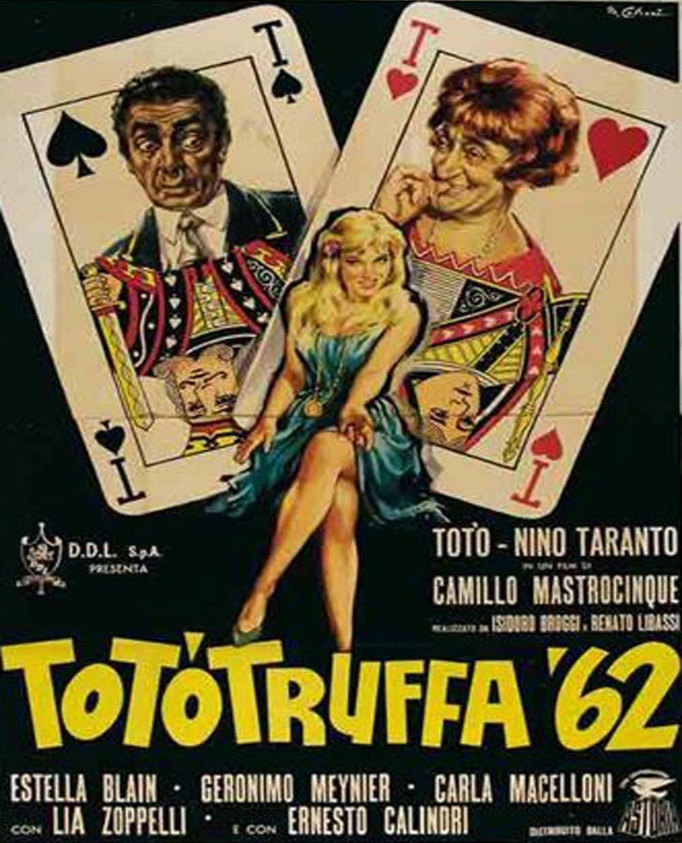 T
T
T
T
D.D.L. S.p.A.
PRESENTA
TOTÒ - NINO TARANTO
IN UN FILM DI
CAMILLO MASTROCINQUE
REALIZZATO DA ISIDORO BROGGI e RENATO LIBASSI
TOTÒTRUFFA '62
ESTELLA BLAIN · GERONIMO MEYNIER · CARLA MACELLONI
CON LIA ZOPPELLI · E CON ERNESTO CALINDRI
DISTRIBUITO DALLA